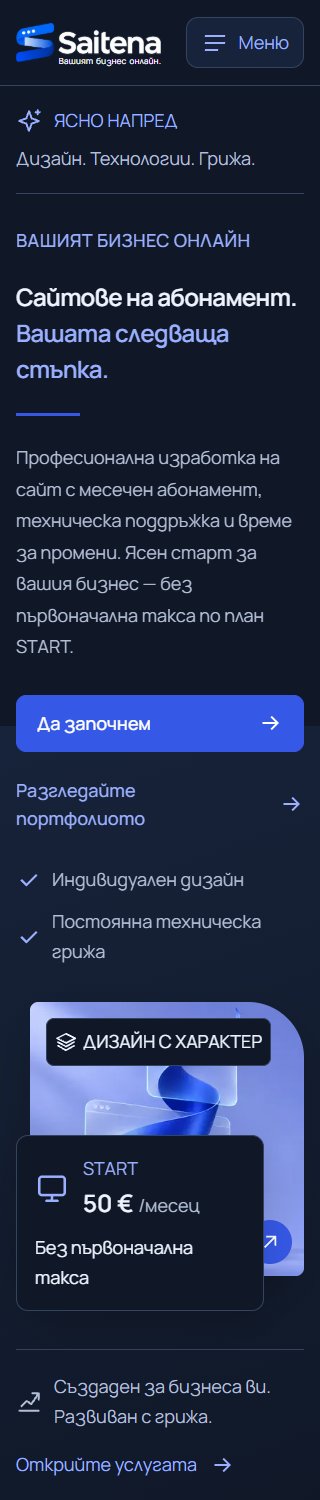 Saitena
Вашият бизнес онлайн.
Меню
ЯСНО НАПРЕД
Дизайн. Технологии. Грижа.
ВАШИЯТ БИЗНЕС ОНЛАЙН
Сайтове на абонамент.
Вашата следваща
стъпка.
Професионална изработка на
сайт с месечен абонамент,
техническа поддръжка и време
за промени. Ясен старт за
вашия бизнес — без
първоначална такса по план
START.
Да започнем
Разгледайте
портфолиото
Индивидуален дизайн
Постоянна техническа
грижа
ДИЗАЙН С ХАРАКТЕР
START
50 € /месец
Без първоначална
такса
Създаден за бизнеса ви.
Развиван с грижа.
Открийте услугата